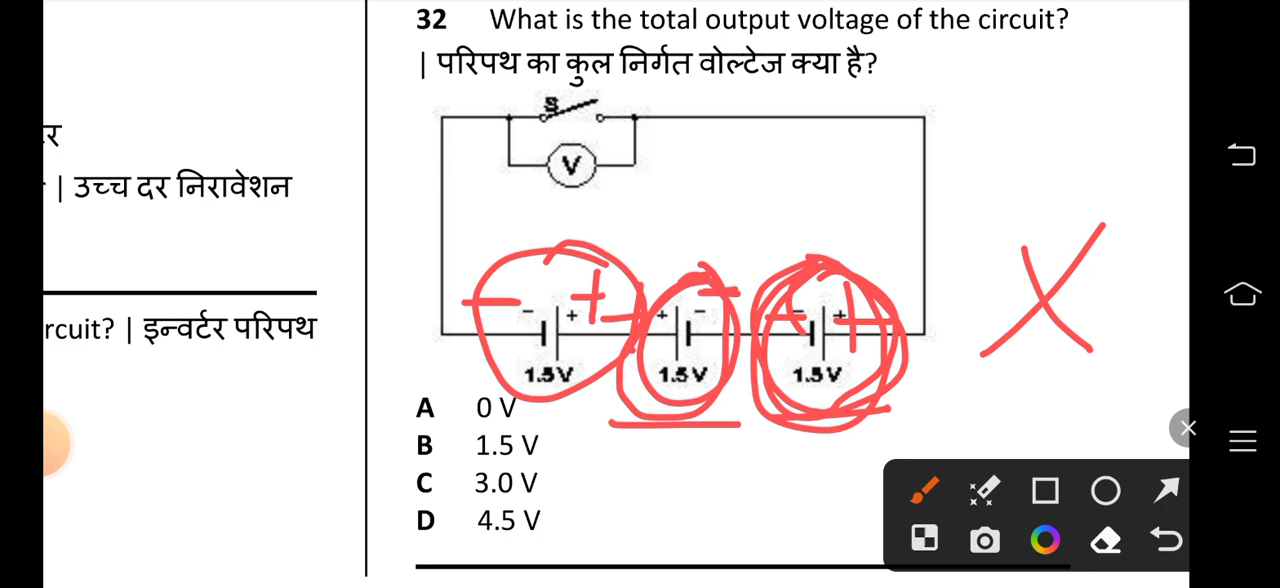 र
| उच्च दर निरावेशन
rcuit? | इन्वर्टर परिपथ
32 What is the total output voltage of the circuit?
| परिपथ का कुल निर्गत वोल्टेज क्या है?
S
V
- + + - - +
- + - + - +
1.5V 1.5V 1.5V
A 0 V
B 1.5 V
C 3.0 V
D 4.5 V